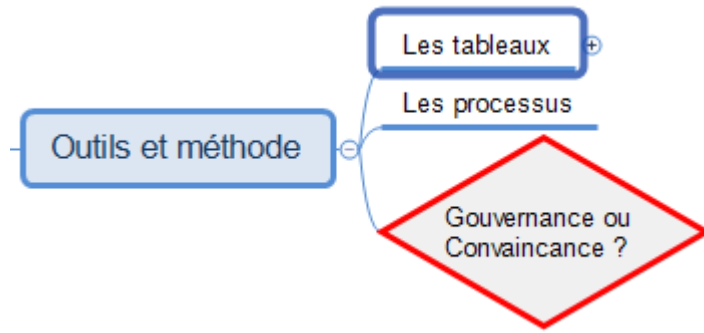 Les tableaux
Les processus
Outils et méthode
Gouvernance ou
Convaincance ?